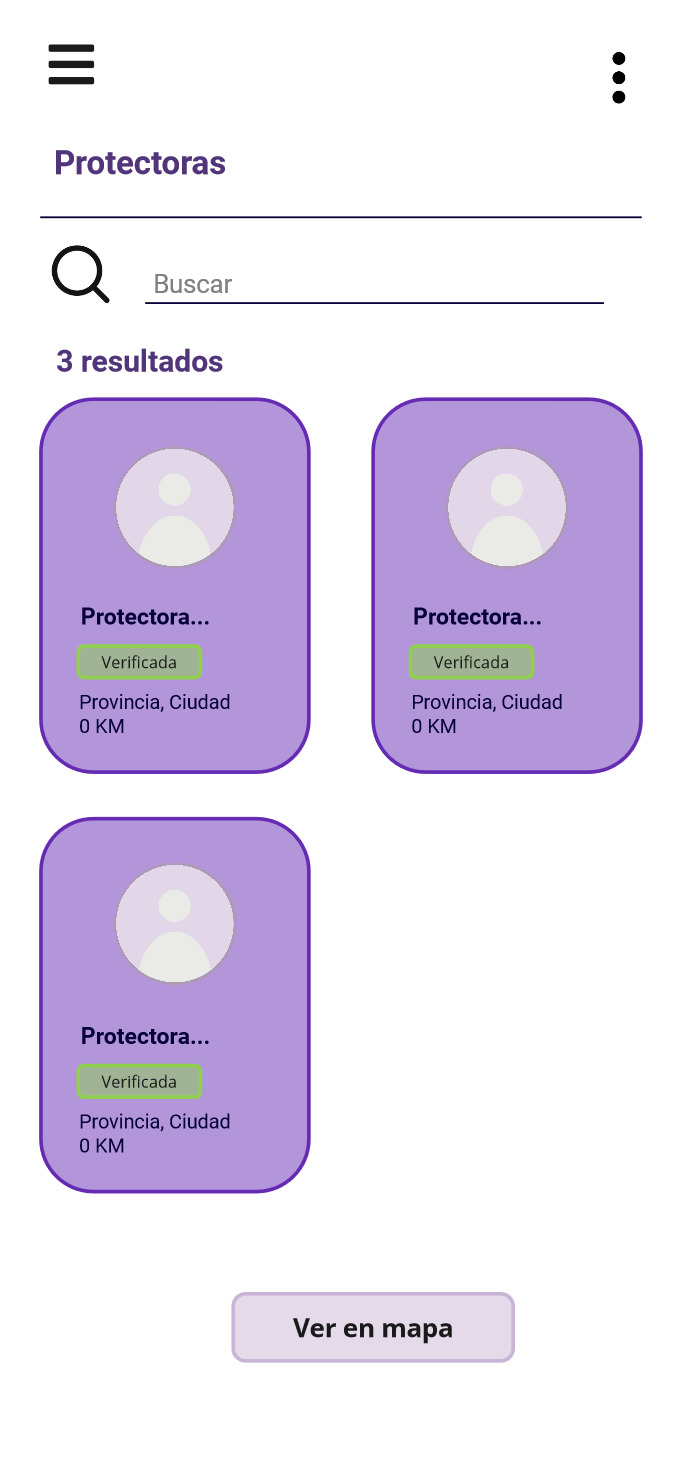 Protectoras
Buscar
3 resultados
Protectora...
Verificada
Provincia, Ciudad
0 KM
Protectora...
Verificada
Provincia, Ciudad
0 KM
Protectora...
Verificada
Provincia, Ciudad
0 KM
Ver en mapa